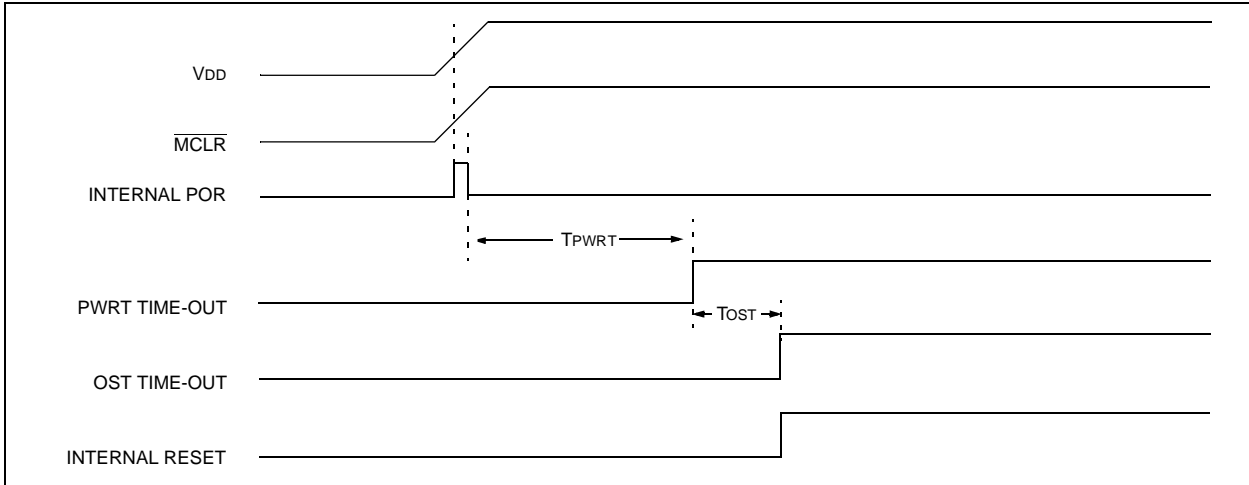 VDD
MCLR
INTERNAL POR
TPWRT
PWRT TIME-OUT
TOST
OST TIME-OUT
INTERNAL RESET